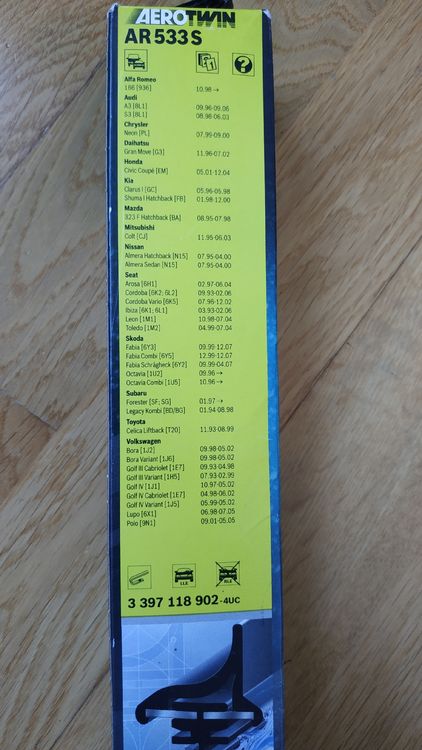 AEROTWIN
AR 533 S
1
?
Alfa Romeo
166 [936] 10.98 →
Audi
A3 [8L1] 09.96-09.06
S3 [8L1] 08.98-06.03
Chrysler
Neon [PL] 07.99-09.00
Daihatsu
Gran Move [G3] 11.96-07.02
Honda
Civic Coupé [EM] 05.01-12.04
Kia
Clarus I [GC] 05.96-05.98
Shuma I Hatchback [FB] 01.98-12.00
Mazda
323 F Hatchback [BA] 08.95-07.98
Mitsubishi
Colt [CJ] 11.95-06.03
Nissan
Almera Hatchback [N15] 07.95-04.00
Almera Sedan [N15] 07.95-04.00
Seat
Arosa [6H1] 02.97-06.04
Cordoba [6K2; 6L2] 09.93-02.06
Cordoba Vario [6K5] 07.96-12.02
Ibiza [6K1; 6L1] 03.93-02.06
Leon [1M1] 10.98-07.04
Toledo [1M2] 04.99-07.04
Skoda
Fabia [6Y3] 09.99-12.07
Fabia Combi [6Y5] 12.99-12.07
Fabia Schrägheck [6Y2] 09.99-04.07
Octavia [1U2] 09.96 →
Octavia Combi [1U5] 10.96 →
Subaru
Forester [SF; SG] 01.97 →
Legacy Kombi [BD/BG] 01.94-08.98
Toyota
Celica Liftback [T20] 11.93-08.99
Volkswagen
Bora [1J2] 09.98-05.02
Bora Variant [1J6] 09.98-05.02
Golf III Cabriolet [1E7] 09.93-04.98
Golf III Variant [1H5] 07.93-02.99
Golf IV [1J1] 10.97-05.02
Golf IV Cabriolet [1E7] 04.98-06.02
Golf IV Variant [1J5] 05.99-05.02
Lupo [6X1] 06.98-07.05
Polo [9N1] 09.01-05.05
LLE RLE
3 397 118 902-4UC